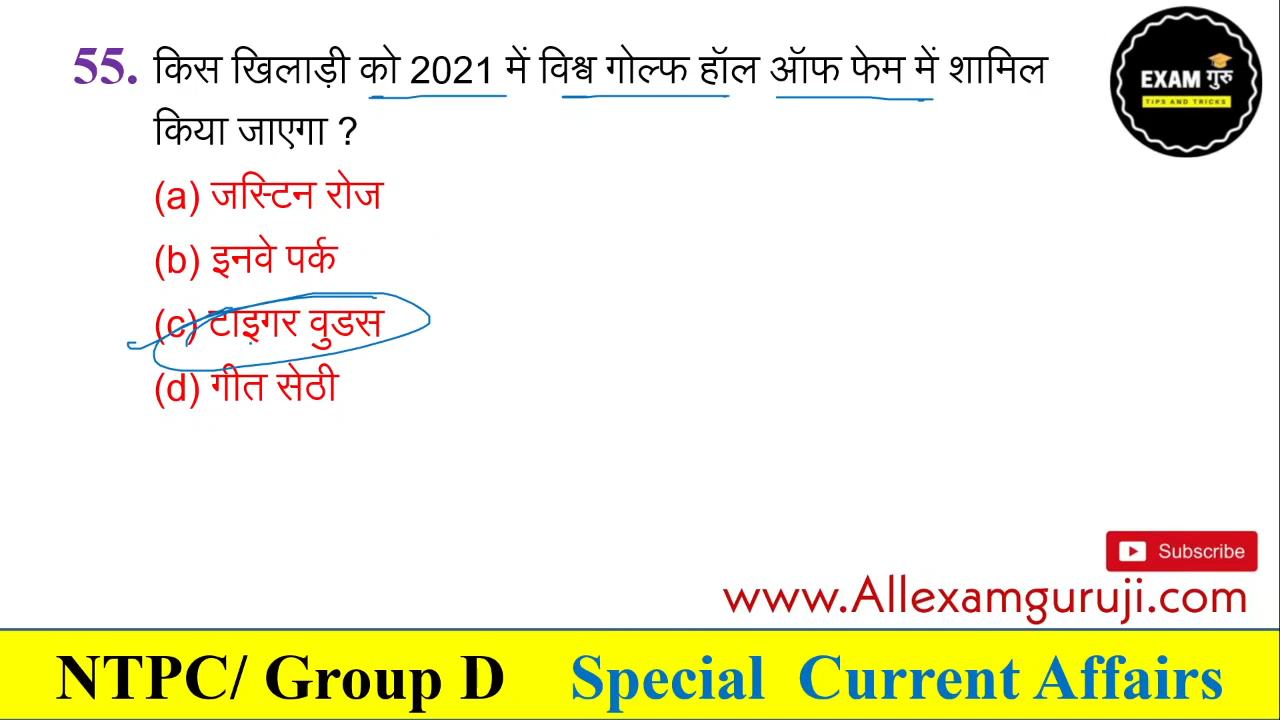 55. किस खिलाड़ी को 2021 में विश्व गोल्फ हॉल ऑफ फेम में शामिल
किया जाएगा ?
(a) जस्टिन रोज
(b) इनवे पर्क
(c) टाइगर वुडस
(d) गीत सेठी
EXAM गुरु
TIPS AND TRICKS
Subscribe
www.Allexamguruji.com
NTPC/ Group D Special Current Affairs